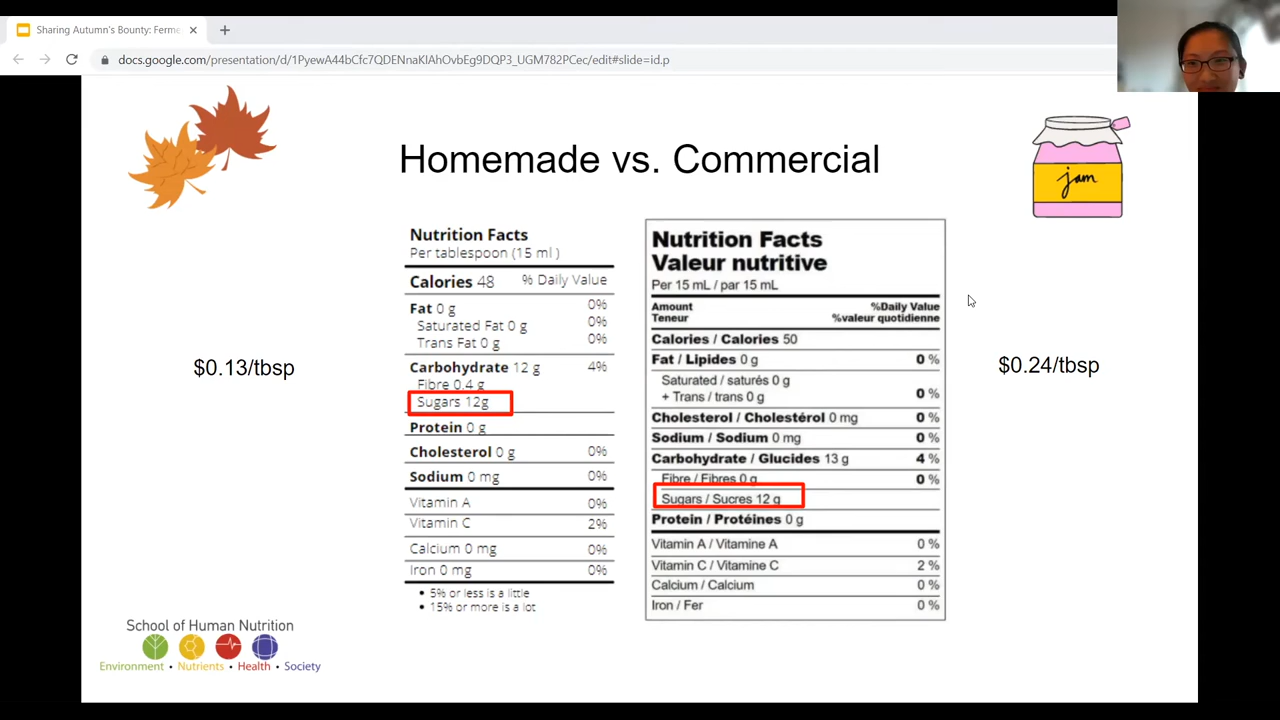 Sharing Autumn's Bounty: Ferme
docs.google.com/presentation/d/1PyewA44bCfc7QDENnaKIAhOvbEg9DQP3_UGM782PCec/edit#slide=id.p
Homemade vs. Commercial
jam
Nutrition Facts
Per tablespoon (15 ml )
Calories 48 % Daily Value
Fat 0 g 0%
Saturated Fat 0 g 0%
Trans Fat 0 g 0%
Carbohydrate 12 g 4%
Fibre 0.4 g
Sugars 12g
Protein 0 g
Cholesterol 0 g 0%
Sodium 0 mg 0%
Vitamin A 0%
Vitamin C 2%
Calcium 0 mg 0%
Iron 0 mg 0%
• 5% or less is a little
• 15% or more is a lot
$0.13/tbsp
Nutrition Facts
Valeur nutritive
Per 15 mL / par 15 mL
Amount %Daily Value
Teneur %valeur quotidienne
Calories / Calories 50
Fat / Lipides 0 g 0 %
Saturated / saturés 0 g
+ Trans / trans 0 g 0 %
Cholesterol / Cholestérol 0 mg 0 %
Sodium / Sodium 0 mg 0 %
Carbohydrate / Glucides 13 g 4 %
Fibre / Fibres 0 g 0 %
Sugars / Sucres 12 g
Protein / Protéines 0 g
Vitamin A / Vitamine A 0 %
Vitamin C / Vitamine C 2 %
Calcium / Calcium 0 %
Iron / Fer 0 %
$0.24/tbsp
School of Human Nutrition
Environment • Nutrients • Health • Society